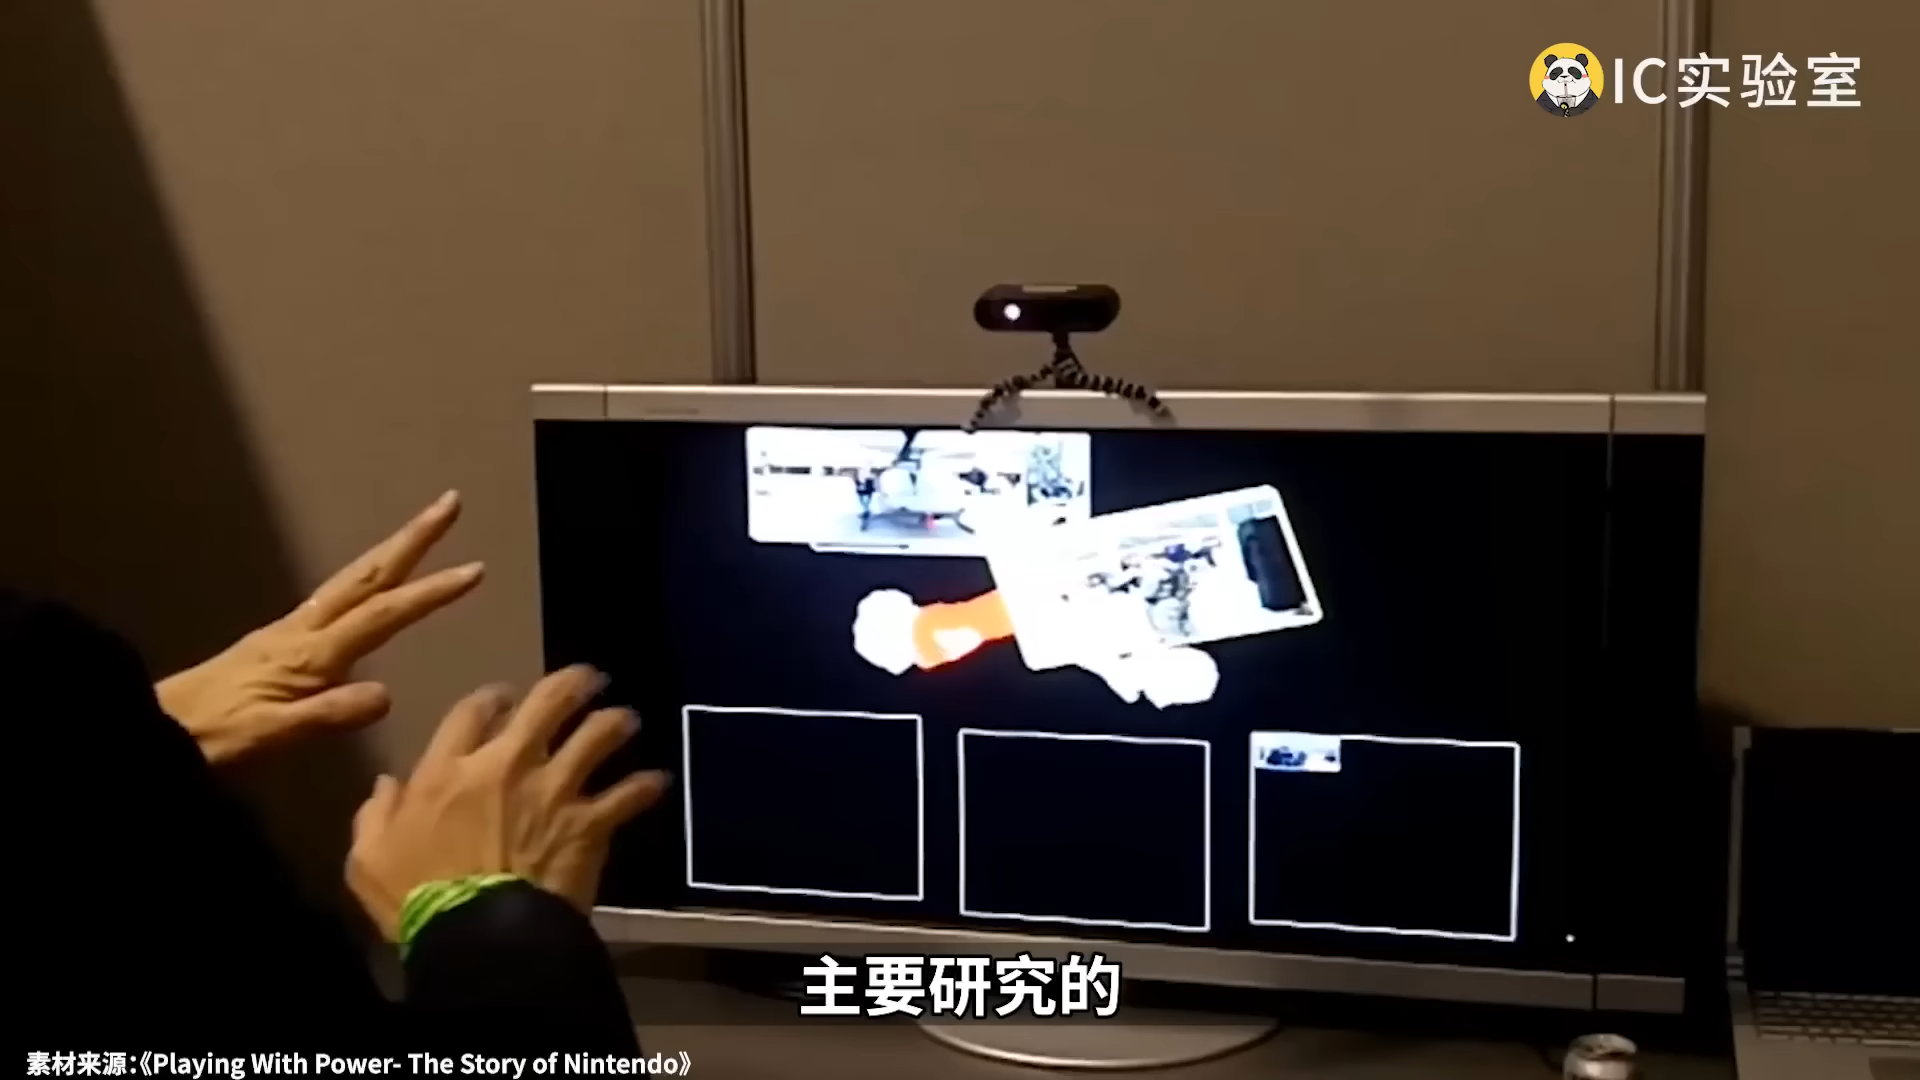 IC实验室
主要研究的
素材来源：《Playing With Power- The Story of Nintendo》